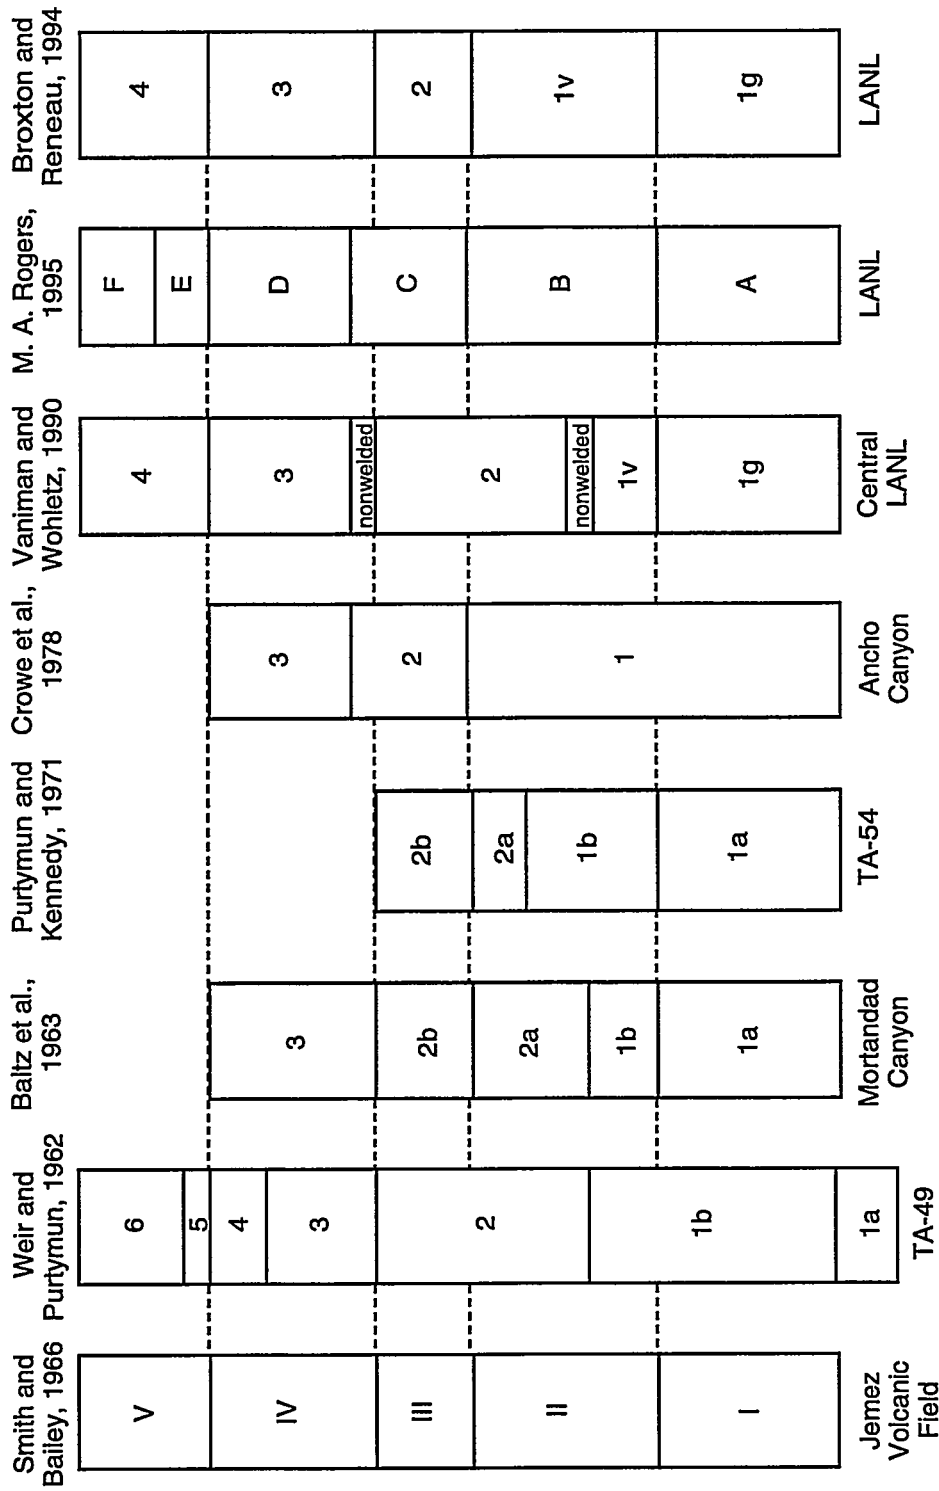 Smith and
Bailey, 1966
V
IV
III
II
I
Jemez
Volcanic
Field
Weir and
Purtymun, 1962
6
5
4
3
2
1b
1a
TA-49
Baltz et al.,
1963
3
2b
2a
1b
1a
Mortandad
Canyon
Purtymun and
Kennedy, 1971
2b
2a
1b
1a
TA-54
Crowe et al.,
1978
3
2
1
Ancho
Canyon
Vaniman and
Wohletz, 1990
4
3
nonwelded
2
nonwelded
1v
1g
Central
LANL
M. A. Rogers,
1995
F
E
D
C
B
A
LANL
Broxton and
Reneau, 1994
4
3
2
1v
1g
LANL